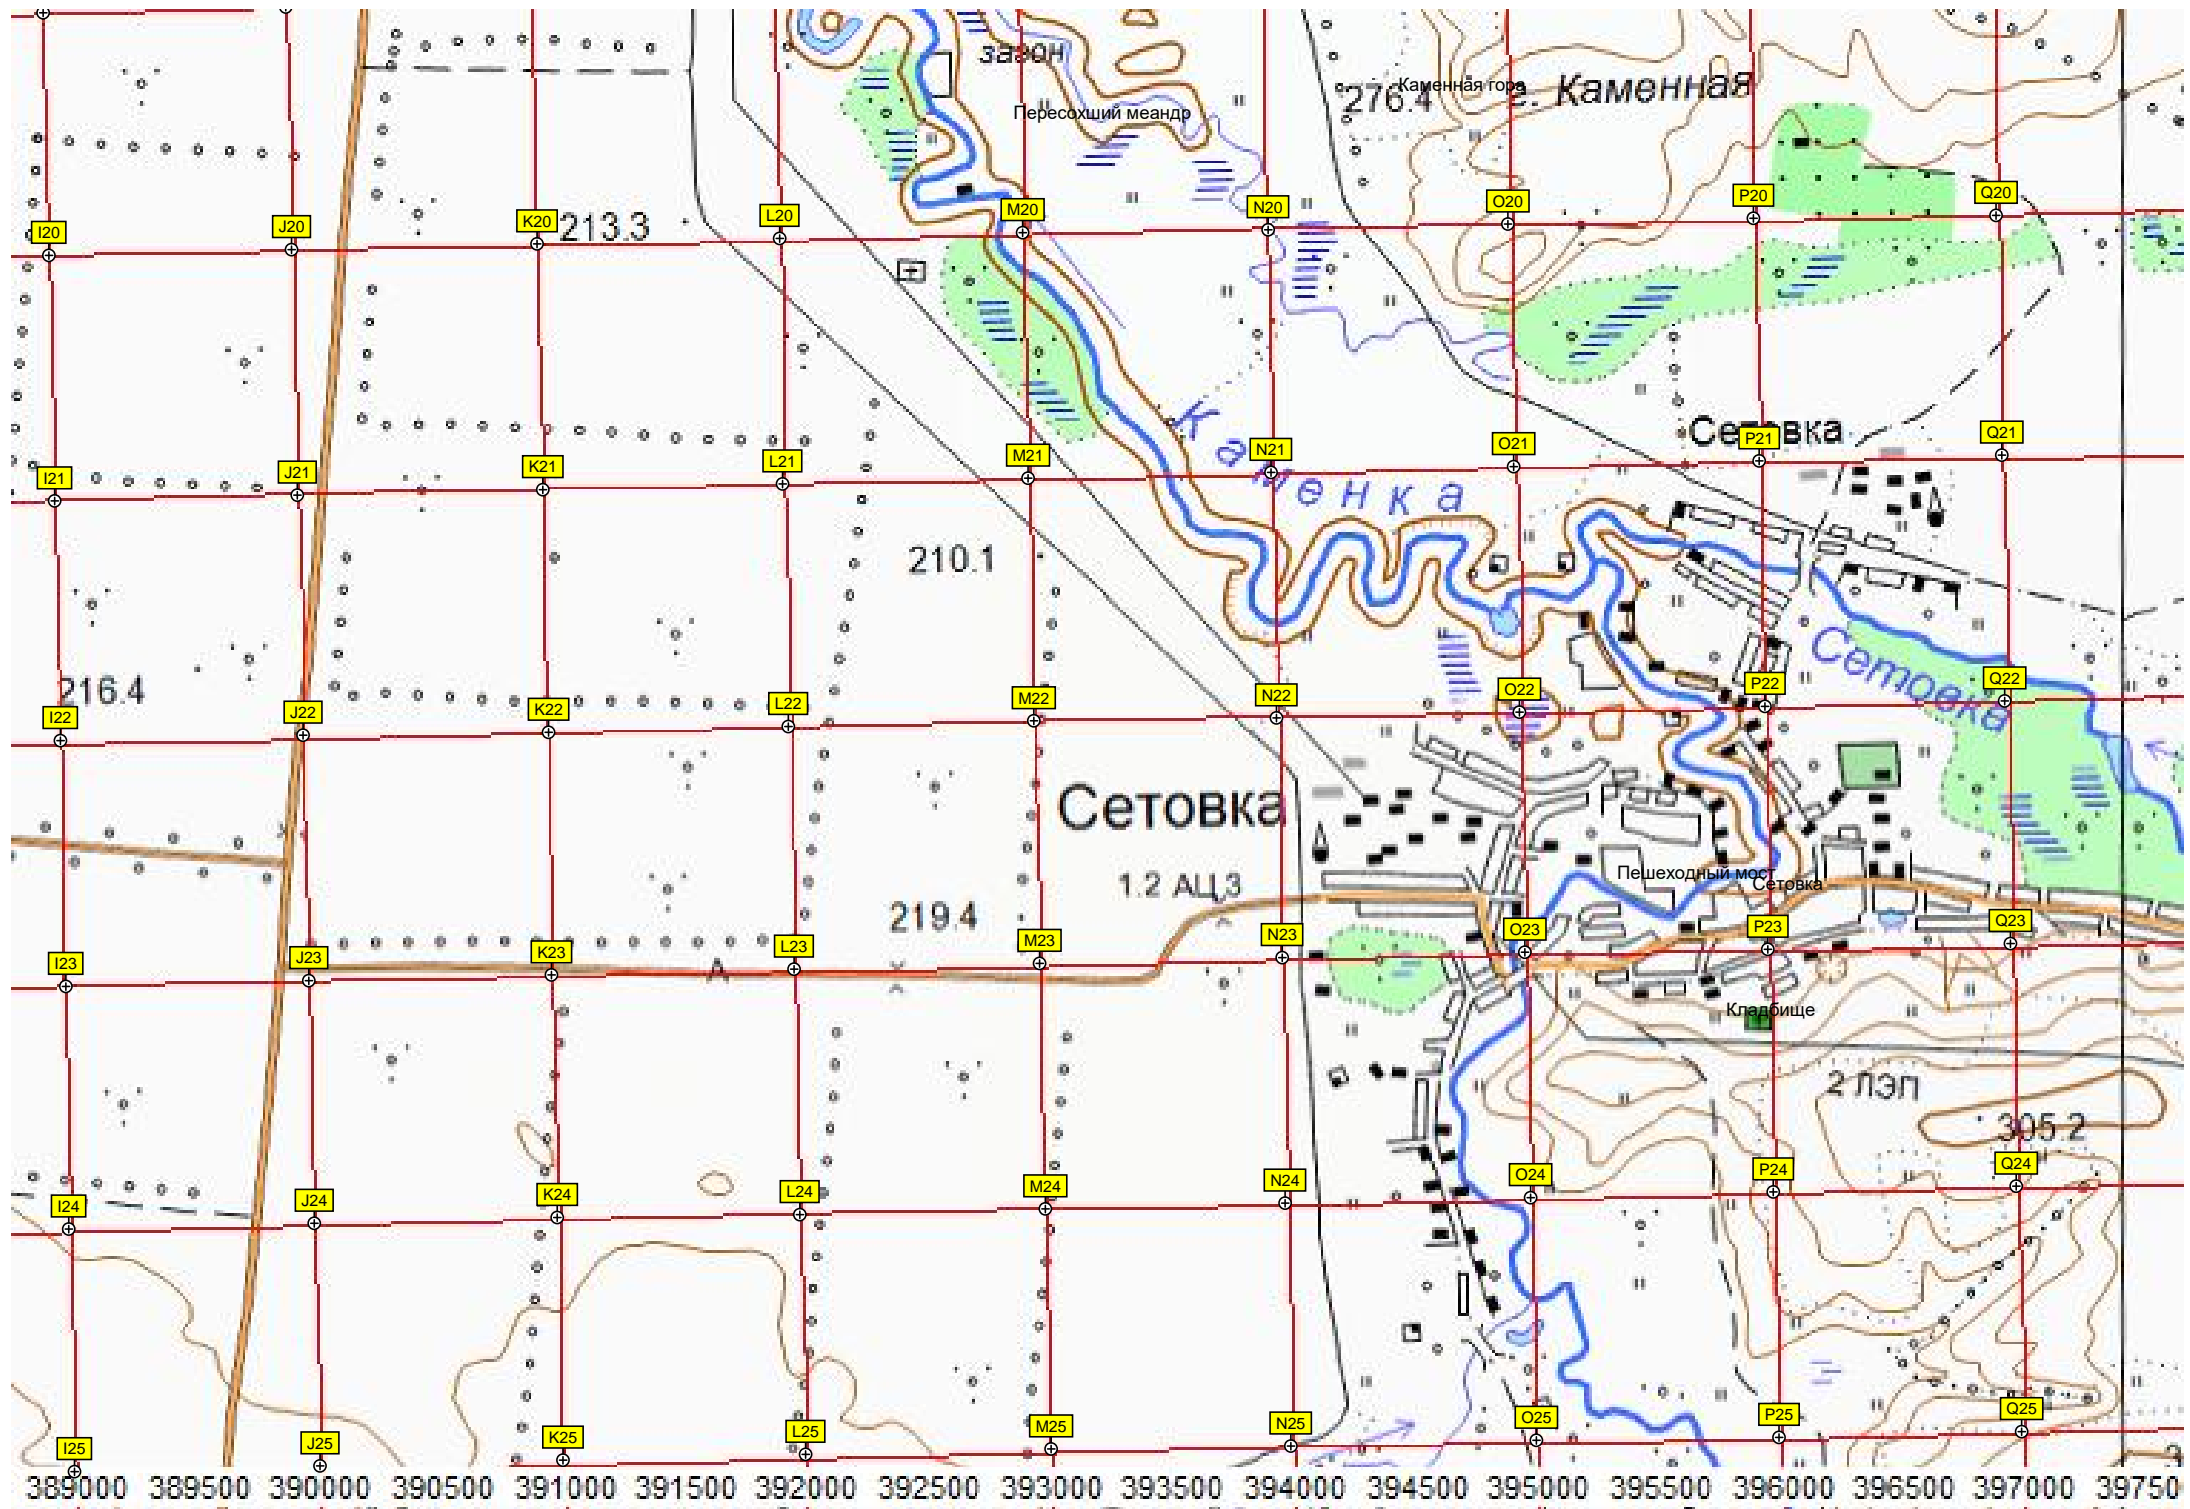 загон
Каменная гора
г. Каменная
276.4
Пересохший меандр
I20 J20 K20 L20 M20 N20 O20 P20 Q20
213.3
Каменка
Сетовка
I21 J21 K21 L21 M21 N21 O21 P21 Q21
210.1
Сетовка
216.4
I22 J22 K22 L22 M22 N22 O22 P22 Q22
Сетовка
1.2 АЦ.3
Пешеходный мост
Сетовка
219.4
I23 J23 K23 L23 M23 N23 O23 P23 Q23
А
Кладбище
2 ЛЭП
305.2
I24 J24 K24 L24 M24 N24 O24 P24 Q24
I25 J25 K25 L25 M25 N25 O25 P25 Q25
389000 389500 390000 390500 391000 391500 392000 392500 393000 393500 394000 394500 395000 395500 396000 396500 397000 39750